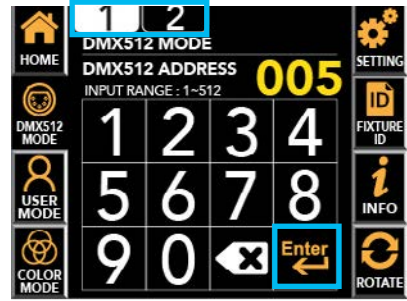 1 2
DMX512 MODE
HOME
DMX512 ADDRESS
INPUT RANGE : 1~512
005
SETTING
DMX512
MODE
1 2 3 4
ID
FIXTURE
ID
USER
MODE
5 6 7 8
i
INFO
COLOR
MODE
9 0 X Enter
ROTATE